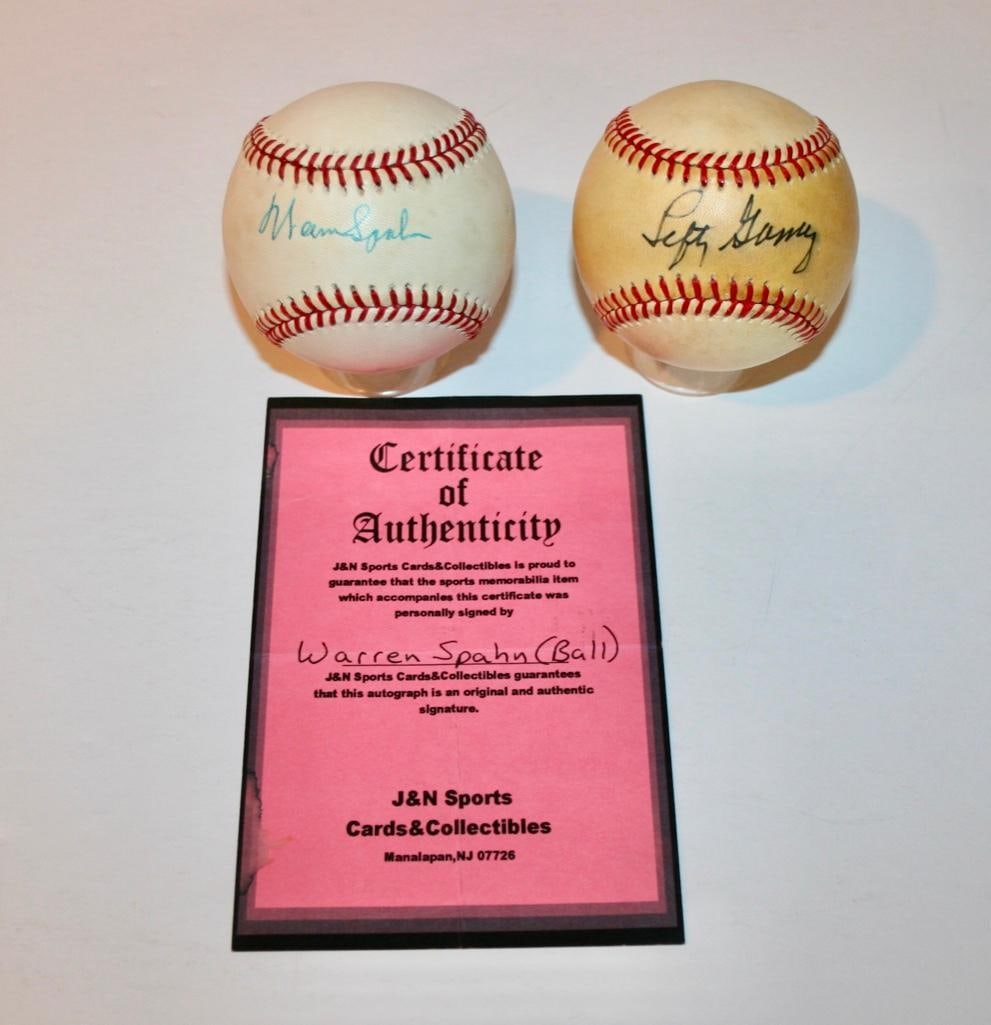 Warren Spahn
Lefty Gomez
Certificate
of
Authenticity
J&N Sports Cards&Collectibles is proud to
guarantee that the sports memorabilia item
which accompanies this certificate was
personally signed by
Warren Spahn (Ball)
J&N Sports Cards&Collectibles guarantees
that this autograph is an original and authentic
signature.
J&N Sports
Cards&Collectibles
Manalapan,NJ 07726